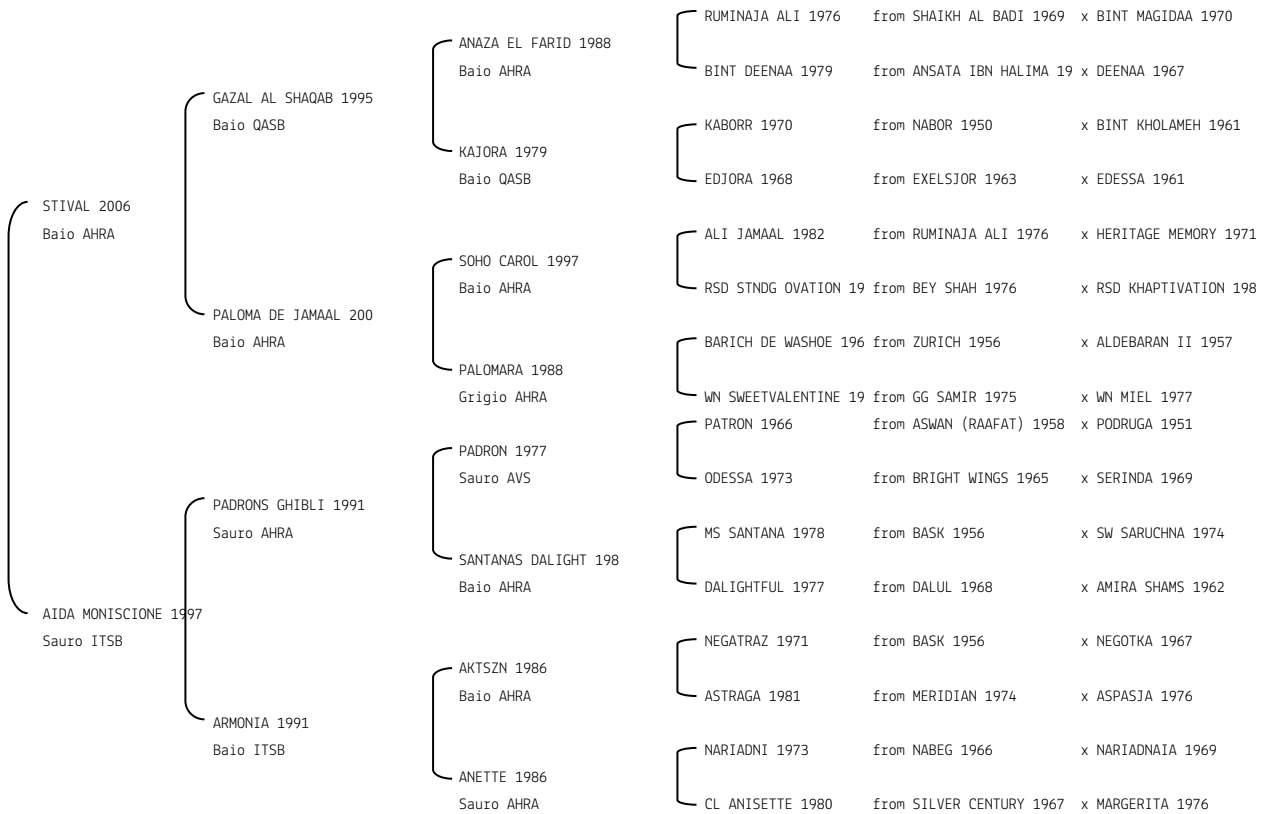 RUMINAJA ALI 1976 from SHAIKH AL BADI 1969 x BINT MAGIDAA 1970
ANAZA EL FARID 1988
Baio AHRA
BINT DEENAA 1979 from ANSATA IBN HALIMA 19 x DEENAA 1967
GAZAL AL SHAQAB 1995
Baio QASB
KABORR 1970 from NABOR 1950 x BINT KHOLAMEH 1961
KAJORA 1979
Baio QASB
EDJORA 1968 from EXELSJOR 1963 x EDESSA 1961
STIVAL 2006
Baio AHRA
ALI JAMAAL 1982 from RUMINAJA ALI 1976 x HERITAGE MEMORY 1971
SOHO CAROL 1997
Baio AHRA
RSD STNDG OVATION 19 from BEY SHAH 1976 x RSD KHAPTIVATION 198
PALOMA DE JAMAAL 200
Baio AHRA
BARICH DE WASHOE 196 from ZURICH 1956 x ALDEBARAN II 1957
PALOMARA 1988
Grigio AHRA
WN SWEETVALENTINE 19 from GG SAMIR 1975 x WN MIEL 1977
PATRON 1966 from ASWAN (RAAFAT) 1958 x PODRUGA 1951
PADRON 1977
Sauro AVS
ODESSA 1973 from BRIGHT WINGS 1965 x SERINDA 1969
PADRONS GHIBLI 1991
Sauro AHRA
MS SANTANA 1978 from BASK 1956 x SW SARUCHNA 1974
SANTANAS DALIGHT 198
Baio AHRA
DALIGHTFUL 1977 from DALUL 1968 x AMIRA SHAMS 1962
AIDA MONISCIONE 1997
Sauro ITSB
NEGATRAZ 1971 from BASK 1956 x NEGOTKA 1967
AKTSZN 1986
Baio AHRA
ASTRAGA 1981 from MERIDIAN 1974 x ASPASJA 1976
ARMONIA 1991
Baio ITSB
NARIADNI 1973 from NABEG 1966 x NARIADNAIA 1969
ANETTE 1986
Sauro AHRA
CL ANISETTE 1980 from SILVER CENTURY 1967 x MARGERITA 1976